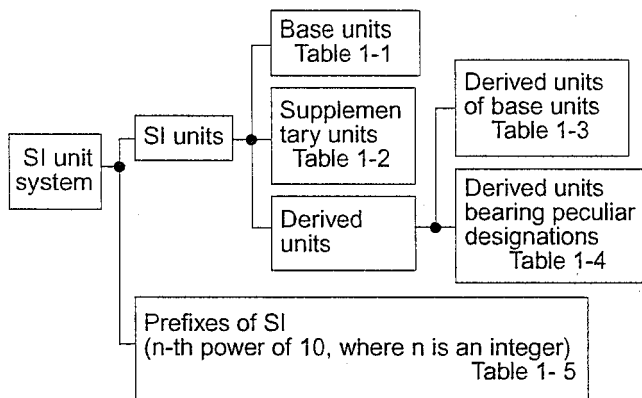 SI unit
system
SI units
Base units
Table 1-1
Supplemen
tary units
Table 1-2
Derived
units
Derived units
of base units
Table 1-3
Derived units
bearing peculiar
designations
Table 1-4
Prefixes of SI
(n-th power of 10, where n is an integer)
Table 1- 5